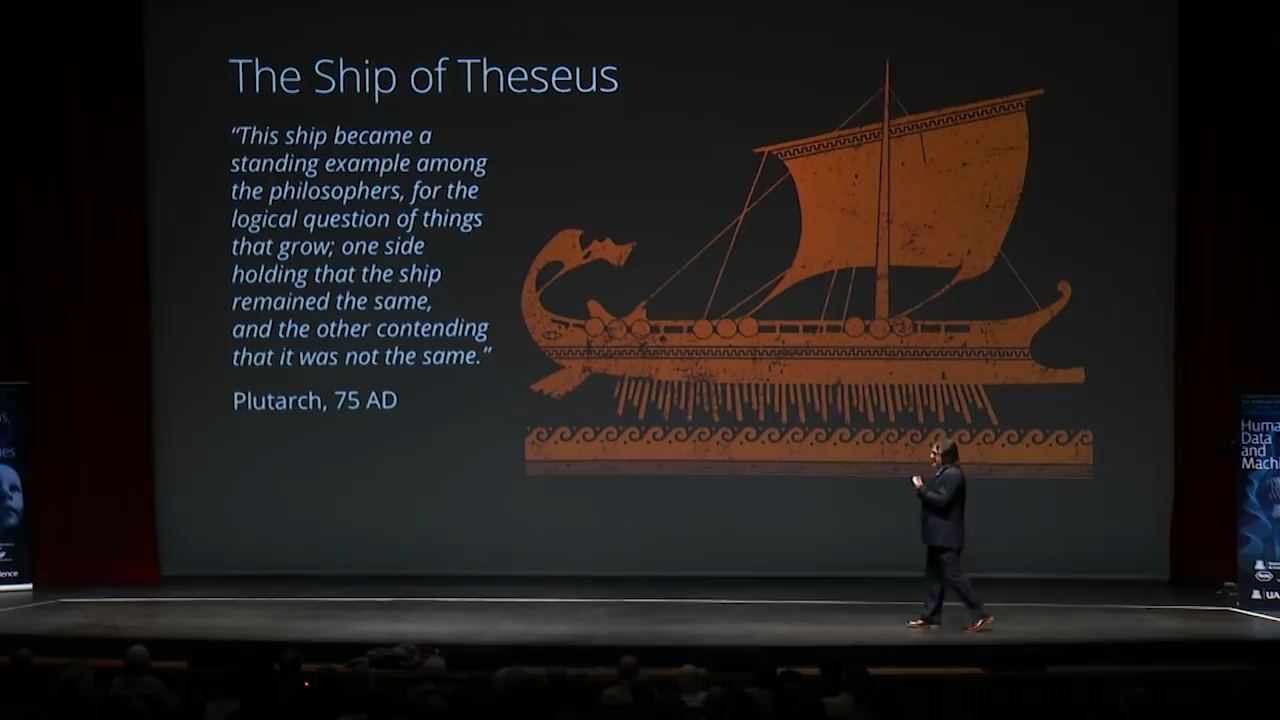 The Ship of Theseus
“This ship became a
standing example among
the philosophers, for the
logical question of things
that grow; one side
holding that the ship
remained the same,
and the other contending
that it was not the same.”
Plutarch, 75 AD
Data
and
UA